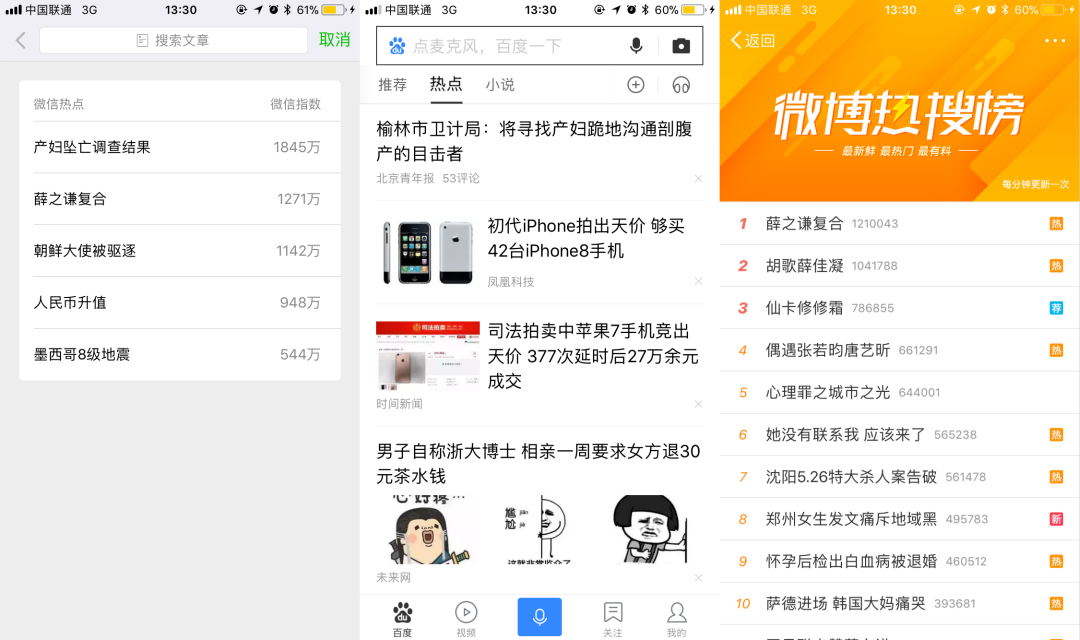 中国联通 3G 13:30 61%
搜索文章 取消
微信热点 微信指数
产妇坠亡调查结果 1845万
薛之谦复合 1271万
朝鲜大使被驱逐 1142万
人民币升值 948万
墨西哥8级地震 544万
中国联通 3G 13:30 60%
点麦克风，百度一下
推荐 热点 小说
榆林市卫计局：将寻找产妇跪地沟通剖腹
产的目击者
北京青年报 53评论
初代iPhone拍出天价 够买
42台iPhone8手机
凤凰科技
司法拍卖
司法拍卖中苹果7手机竞出
天价 377次延时后27万余元
成交
时间新闻
男子自称浙大博士 相亲一周要求女方退30
元茶水钱
心好疼...
尴 jiān
尬 jiè
未来网
百度 视频 关注 我的
中国联通 3G 13:30 60%
返回
微博热搜榜
最新鲜 最热门 最有料
每分钟更新一次
1 薛之谦复合 1210043 热
2 胡歌薛佳凝 1041788 热
3 仙卡修修霜 786855 荐
4 偶遇张若昀唐艺昕 661291 热
5 心理罪之城市之光 644001
6 她没有联系我 应该来了 565238 热
7 沈阳5.26特大杀人案告破 561478 热
8 郑州女生发文痛斥地域黑 495783 新
9 怀孕后检出白血病被退婚 460512 热
10 萨德进场 韩国大妈痛哭 393681 热